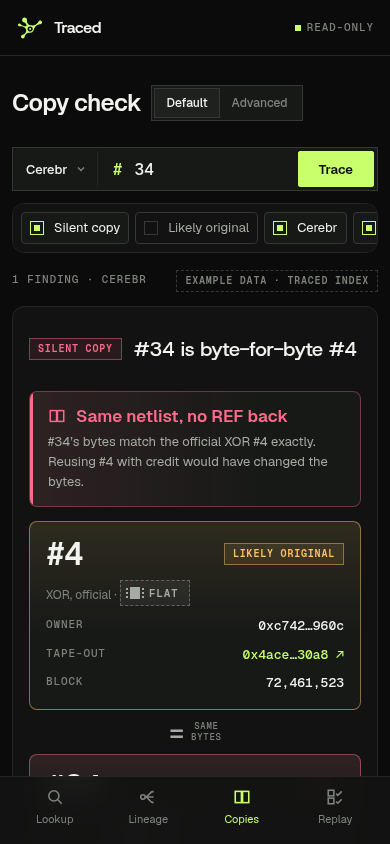 Traced
READ-ONLY
Copy check
Default
Advanced
Cerebr
# 34
Trace
Silent copy
Likely original
Cerebr
1 FINDING · CEREBR
EXAMPLE DATA · TRACED INDEX
SILENT COPY
#34 is byte-for-byte #4
Same netlist, no REF back
#34's bytes match the official XOR #4 exactly.
Reusing #4 with credit would have changed the
bytes.
#4
LIKELY ORIGINAL
XOR, official ·
FLAT
OWNER
0xc742…960c
TAPE-OUT
0x4ace…30a8 ↗
BLOCK
72,461,523
= SAME
BYTES
Lookup
Lineage
Copies
Replay